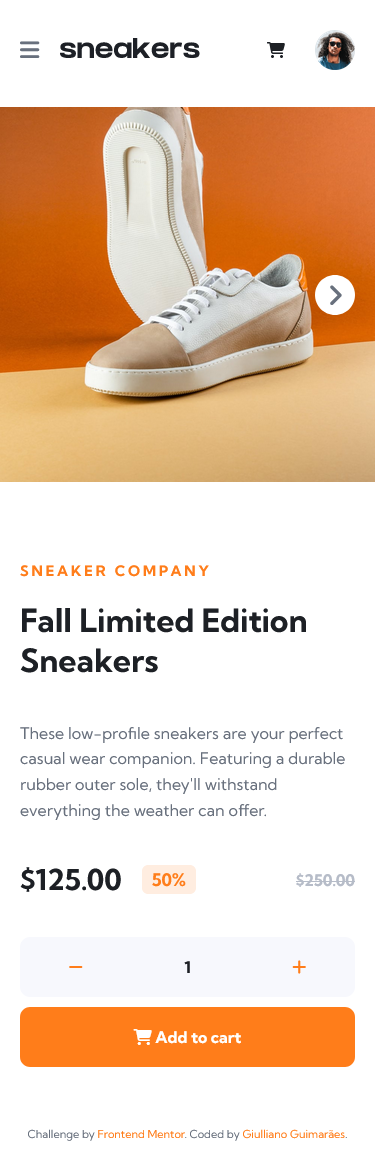 sneakers
SNEAKER COMPANY
Fall Limited Edition
Sneakers
These low-profile sneakers are your perfect
casual wear companion. Featuring a durable
rubber outer sole, they'll withstand
everything the weather can offer.
$125.00 50% $250.00
1
Add to cart
Challenge by Frontend Mentor. Coded by Giulliano Guimarães.